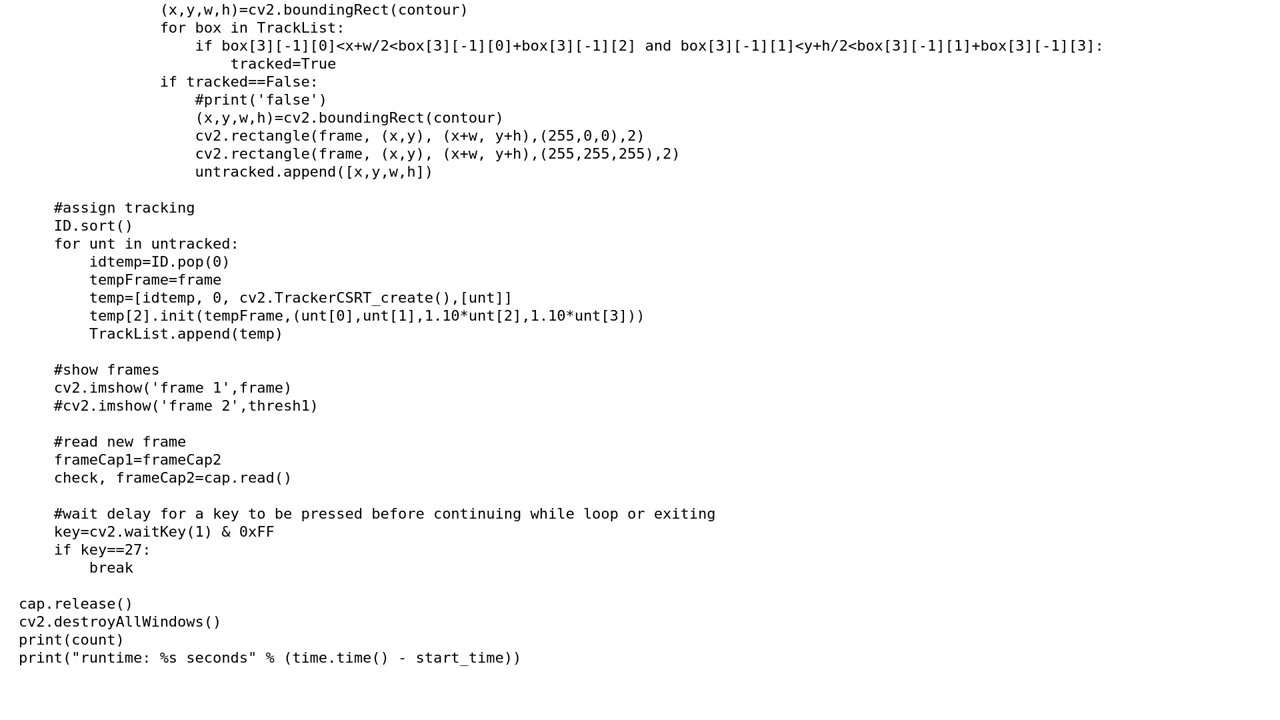 (x,y,w,h)=cv2.boundingRect(contour)
for box in TrackList:
if box[3][-1][0]<x+w/2<box[3][-1][0]+box[3][-1][2] and box[3][-1][1]<y+h/2<box[3][-1][1]+box[3][-1][3]:
tracked=True
if tracked==False:
#print('false')
(x,y,w,h)=cv2.boundingRect(contour)
cv2.rectangle(frame, (x,y), (x+w, y+h),(255,0,0),2)
cv2.rectangle(frame, (x,y), (x+w, y+h),(255,255,255),2)
untracked.append([x,y,w,h])
#assign tracking
ID.sort()
for unt in untracked:
idtemp=ID.pop(0)
tempFrame=frame
temp=[idtemp, 0, cv2.TrackerCSRT_create(),[unt]]
temp[2].init(tempFrame,(unt[0],unt[1],1.10*unt[2],1.10*unt[3]))
TrackList.append(temp)
#show frames
cv2.imshow('frame 1',frame)
#cv2.imshow('frame 2',thresh1)
#read new frame
frameCap1=frameCap2
check, frameCap2=cap.read()
#wait delay for a key to be pressed before continuing while loop or exiting
key=cv2.waitKey(1) & 0xFF
if key==27:
break
cap.release()
cv2.destroyAllWindows()
print(count)
print("runtime: %s seconds" % (time.time() - start_time))